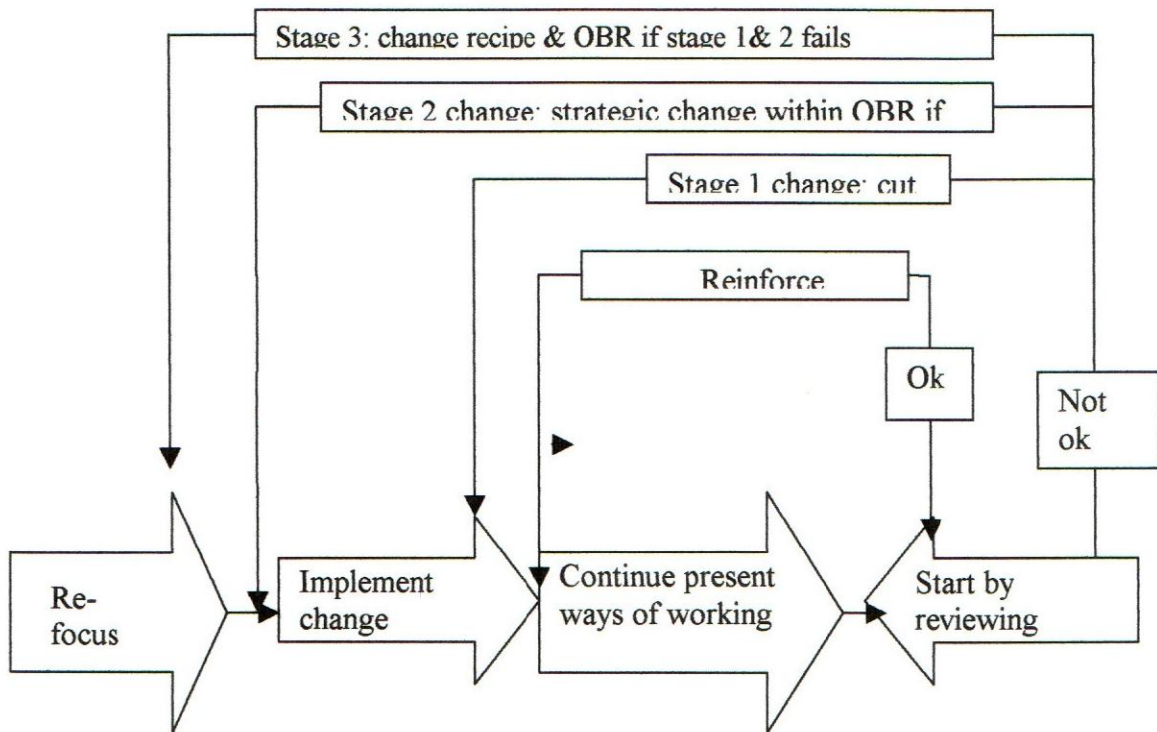 Stage 3: change recipe & OBR if stage 1& 2 fails
Stage 2 change: strategic change within OBR if
Stage 1 change: cut
Reinforce
Ok
Not
ok
Re-
focus
Implement
change
Continue present
ways of working
Start by
reviewing